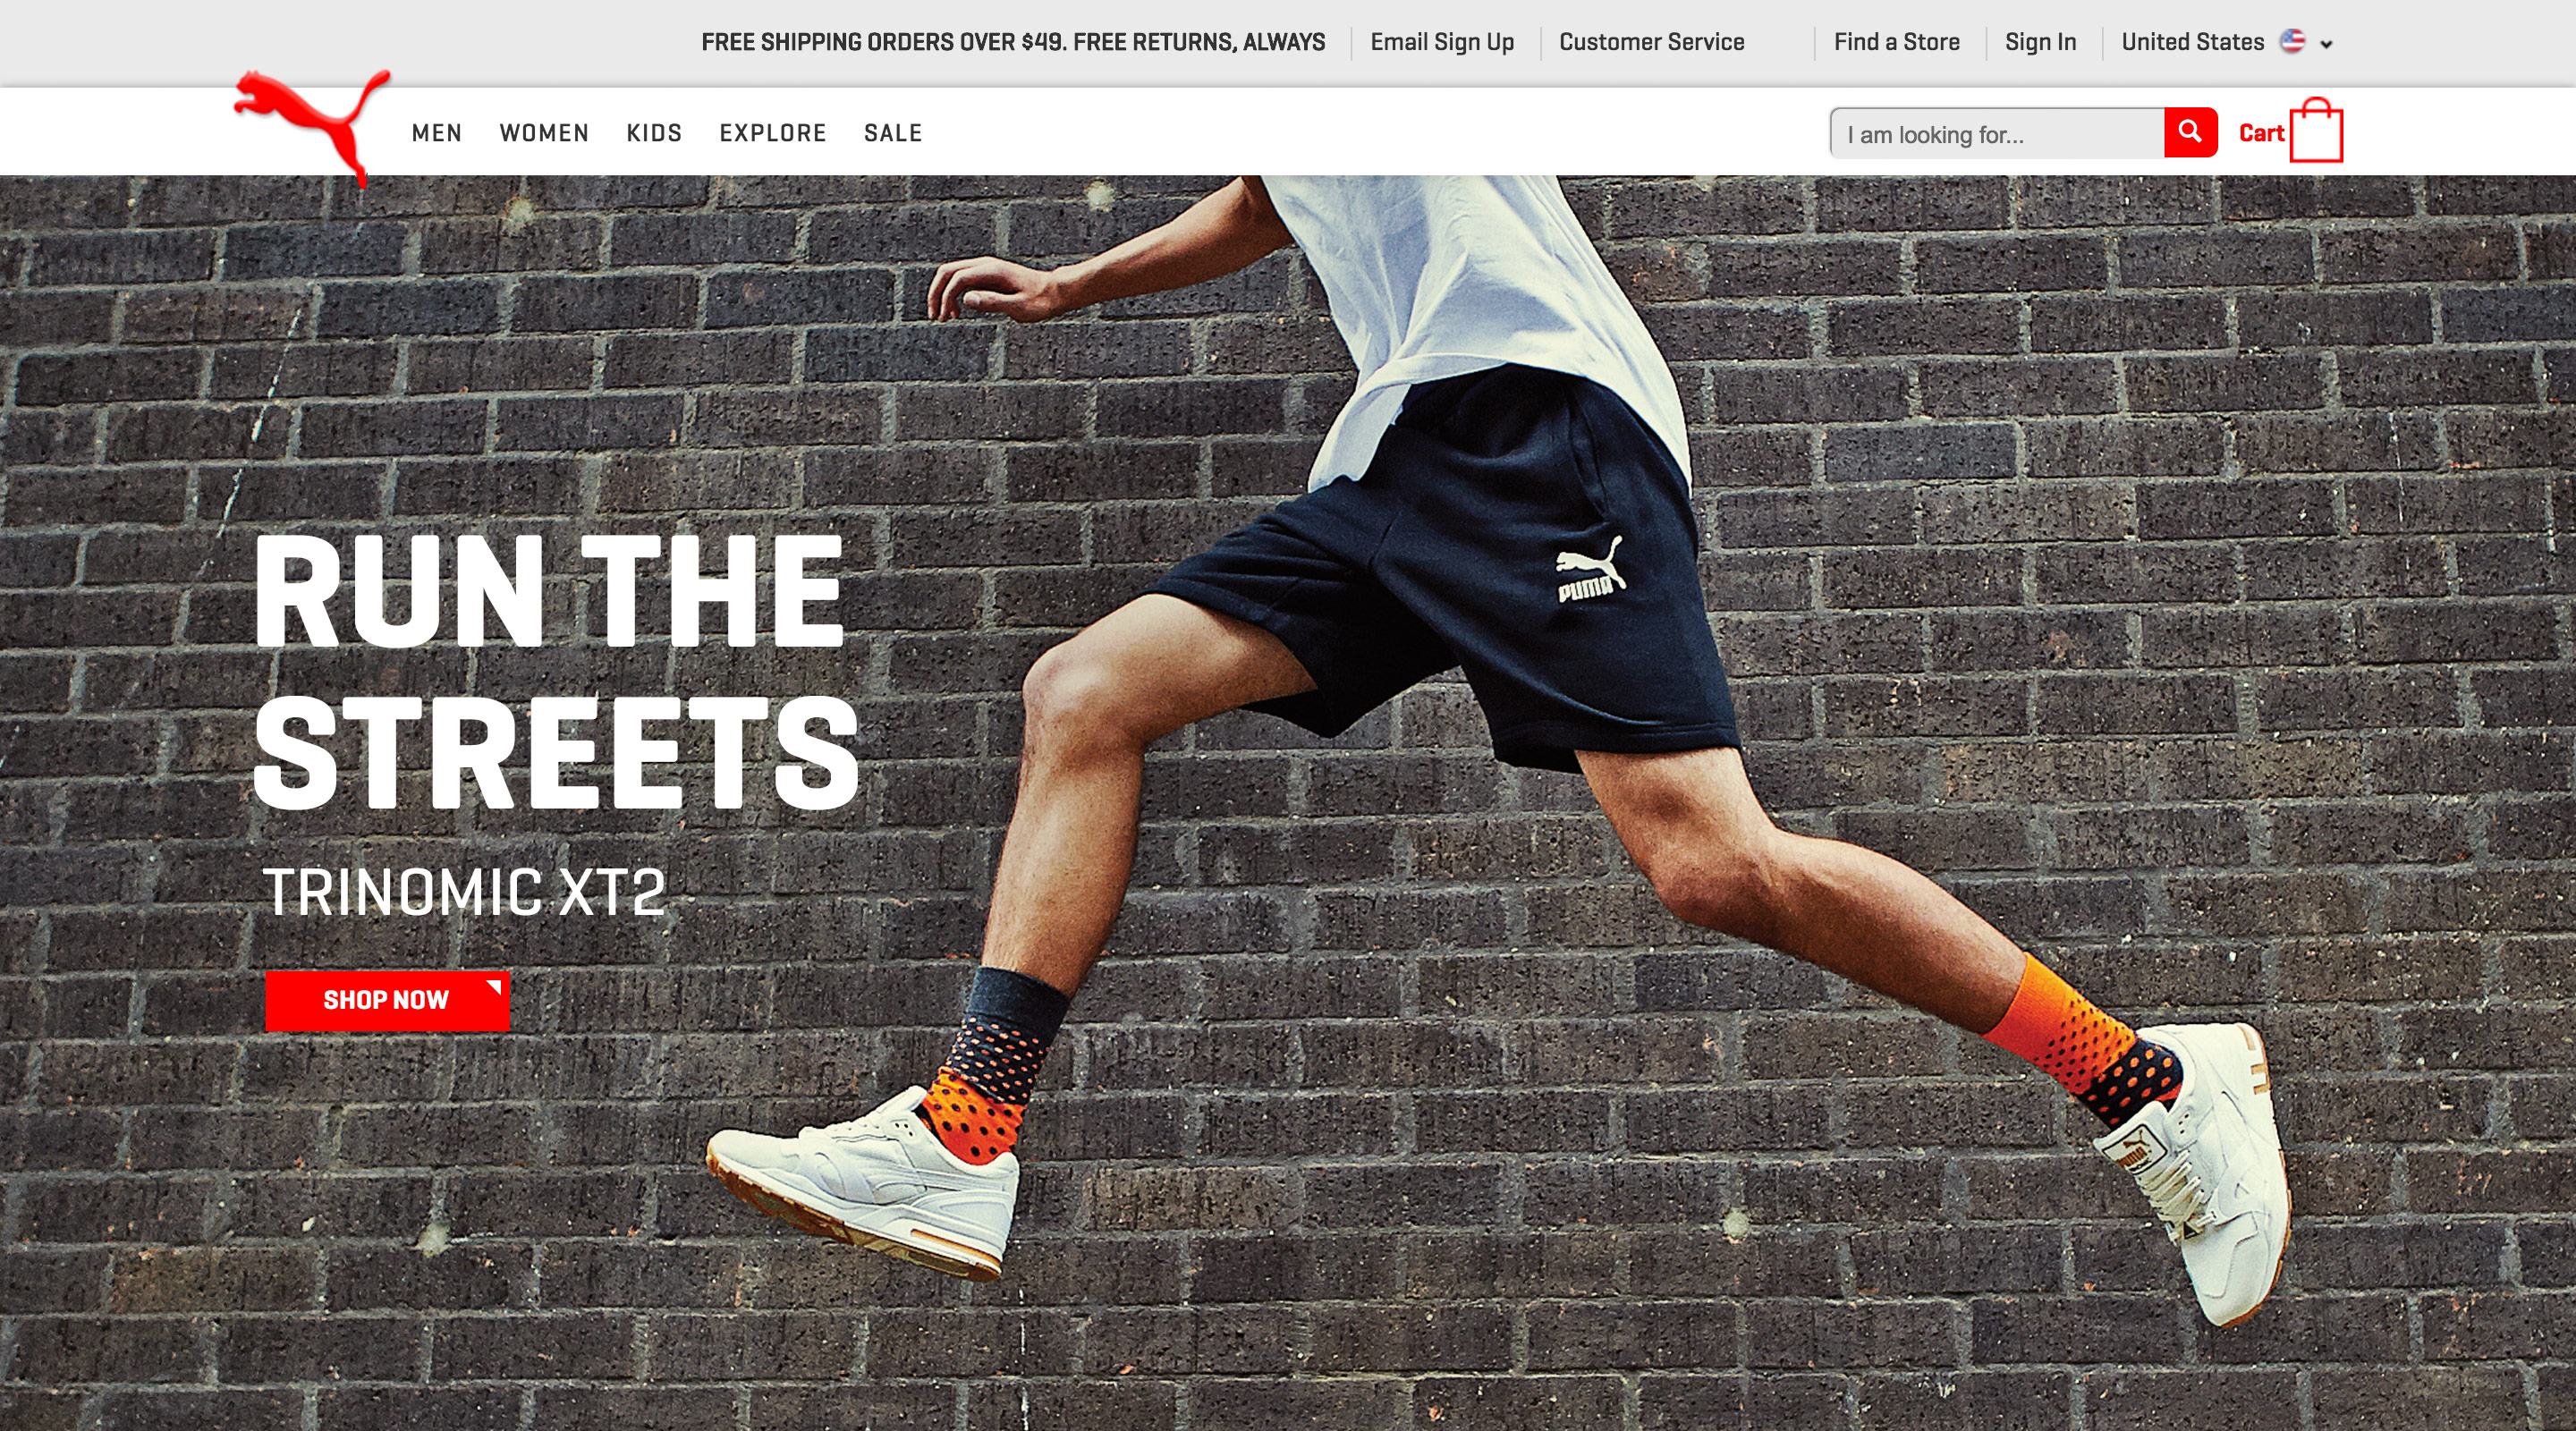 FREE SHIPPING ORDERS OVER $49. FREE RETURNS, ALWAYS
Email Sign Up
Customer Service
Find a Store
Sign In
United States
MEN
WOMEN
KIDS
EXPLORE
SALE
I am looking for...
Cart
RUN THE
STREETS
TRINOMIC XT2
SHOP NOW
PUMA
PUMA